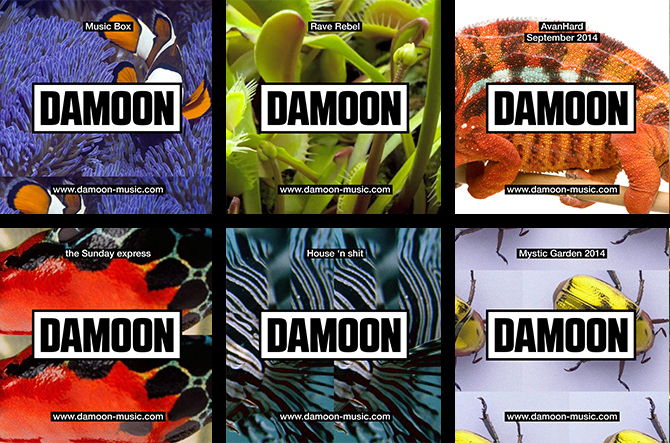 Music Box
DAMOON
www.damoon-music.com
Rave Rebel
DAMOON
www.damoon-music.com
AvanHard
September 2014
DAMOON
www.damoon-music.com
the Sunday express
DAMOON
www.damoon-music.com
House 'n shit
DAMOON
www.damoon-music.com
Mystic Garden 2014
DAMOON
www.damoon-music.com